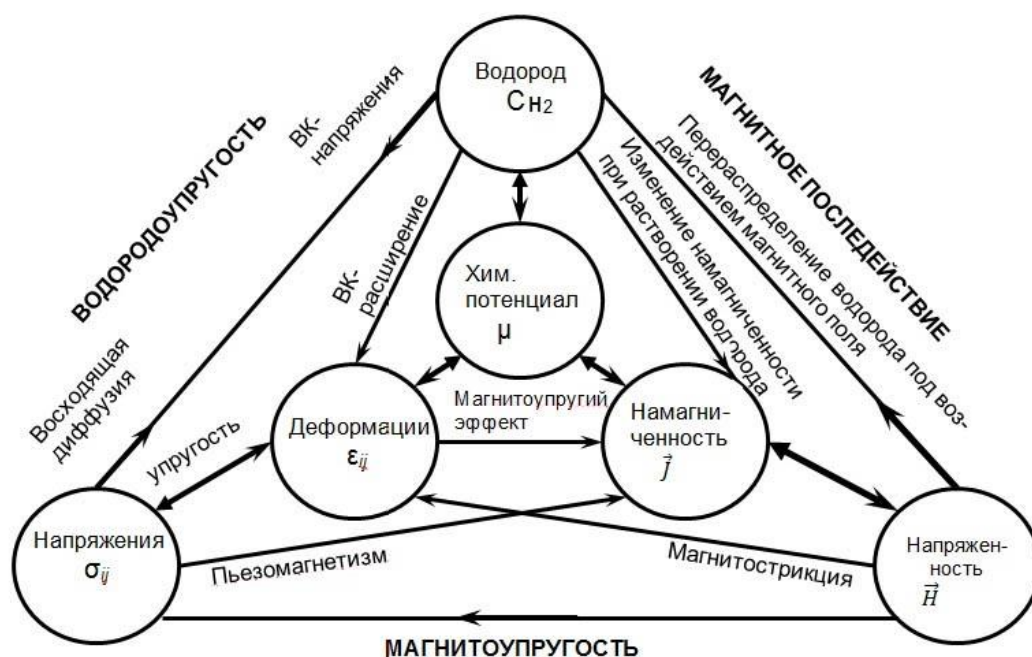 Водород
Сн2
ВК-
напряжения
ВОДОРОДОУПРУГОСТЬ
МАГНИТНОЕ ПОСЛЕДЕЙСТВИЕ
Перераспределение водорода под воз-
действием магнитного поля
Изменение намагниченности
при растворении водорода
ВК-
расширение
Хим.
потенциал
μ
Восходящая
диффузия
упругость
Деформации
εij
Магнитоупругий
эффект
Намагни-
ченность
J
Напряжения
σij
Пьезомагнетизм
Магнитострикция
Напряжен-
ность
H
МАГНИТОУПРУГОСТЬ